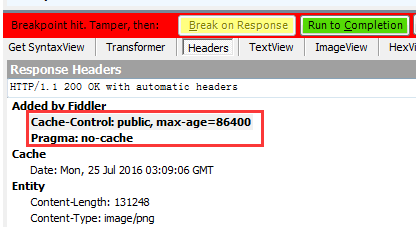 Breakpoint hit. Tamper, then:
Break on Response
Run to Completion
Get SyntaxView
Transformer
Headers
TextView
ImageView
HexVi
Response Headers
HTTP/1.1 200 OK with automatic headers
Added by Fiddler
Cache-Control: public, max-age=86400
Pragma: no-cache
Cache
Date: Mon, 25 Jul 2016 03:09:06 GMT
Entity
Content-Length: 131248
Content-Type: image/png